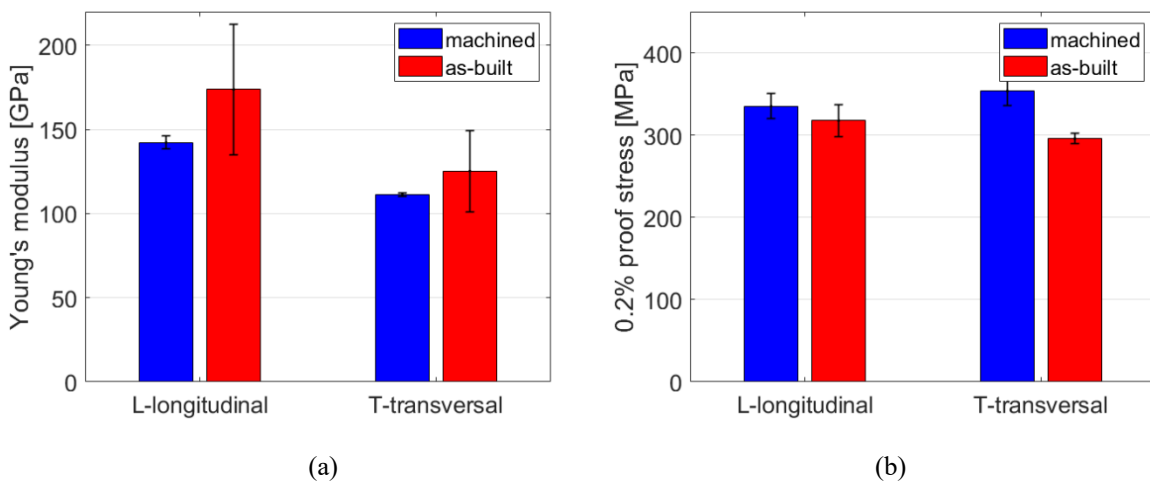 Young's modulus [GPa]
200
150
100
50
0
machined
as-built
L-longitudinal
T-transversal
(a)
0.2% proof stress [MPa]
400
300
200
100
0
machined
as-built
L-longitudinal
T-transversal
(b)